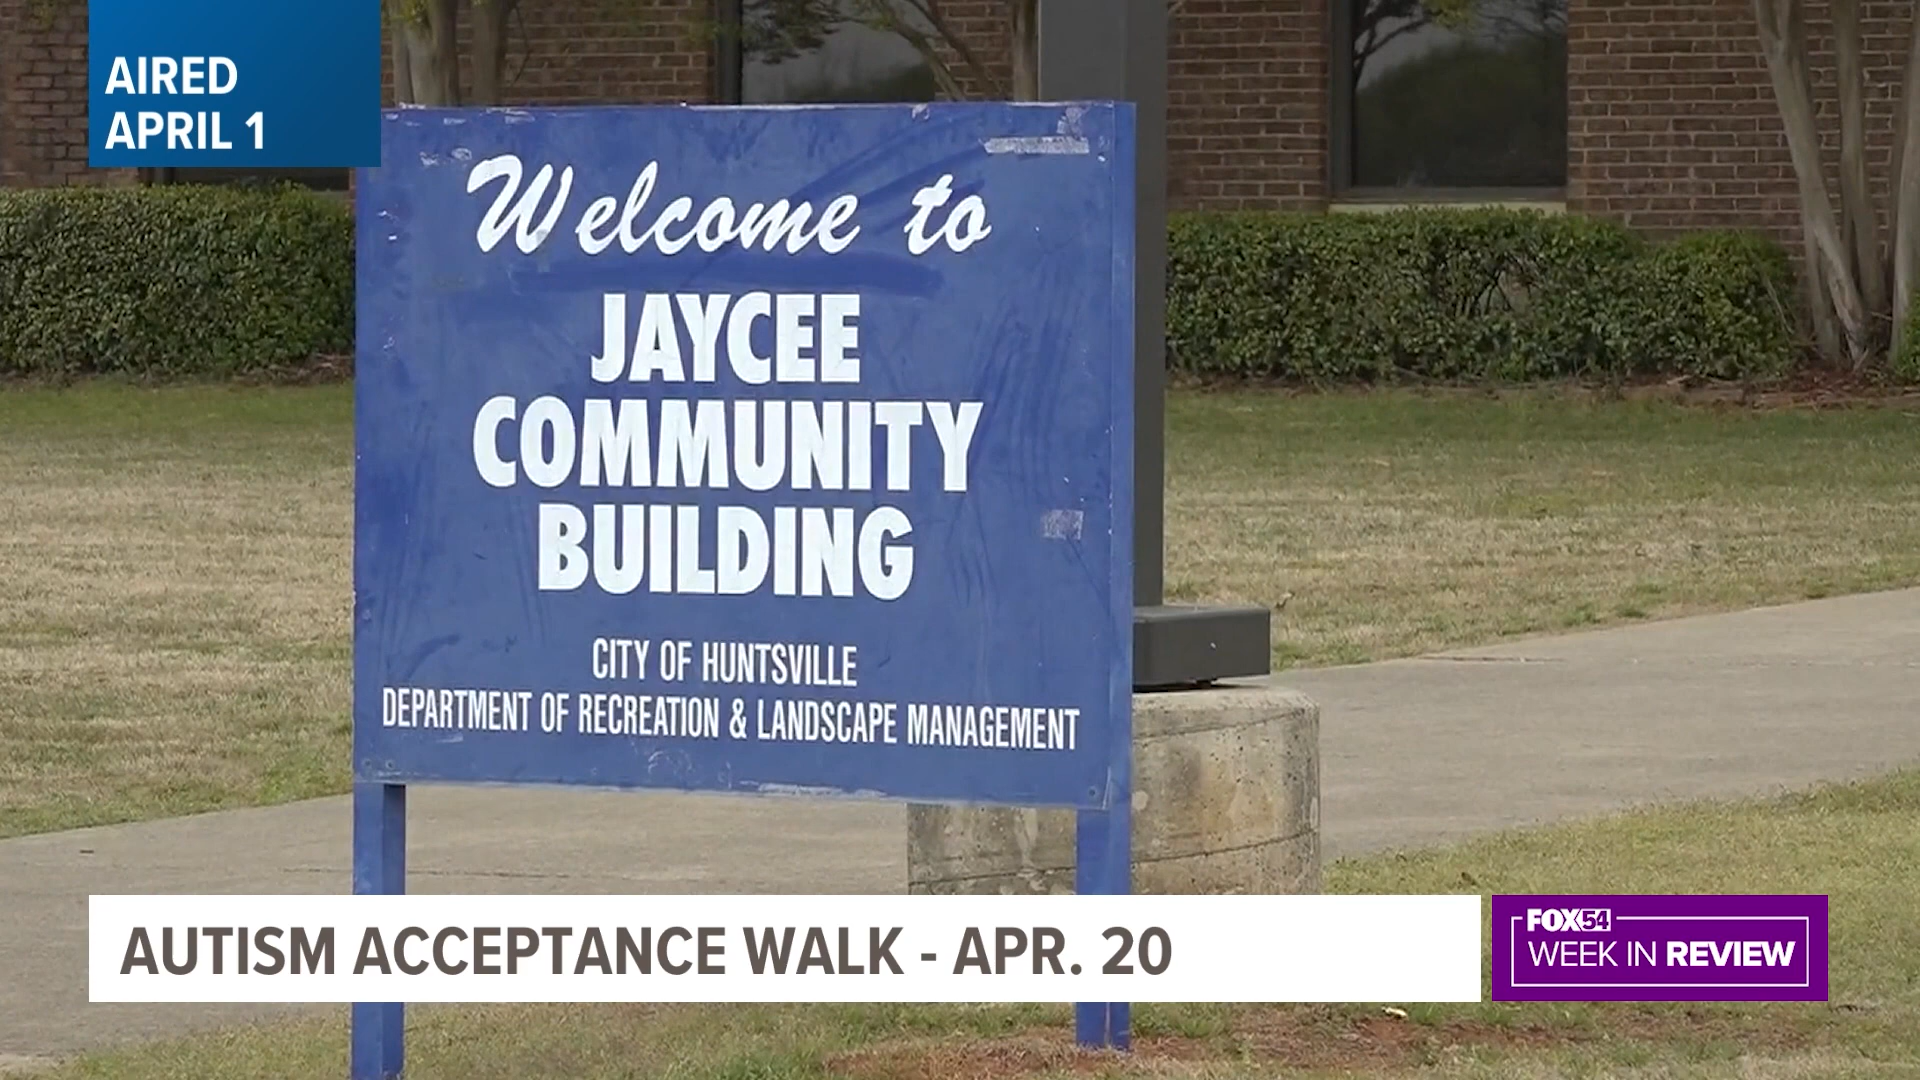 AIRED
APRIL 1
Welcome to
JAYCEE
COMMUNITY
BUILDING
CITY OF HUNTSVILLE
DEPARTMENT OF RECREATION & LANDSCAPE MANAGEMENT
AUTISM ACCEPTANCE WALK - APR. 20
FOX54
WEEK IN REVIEW